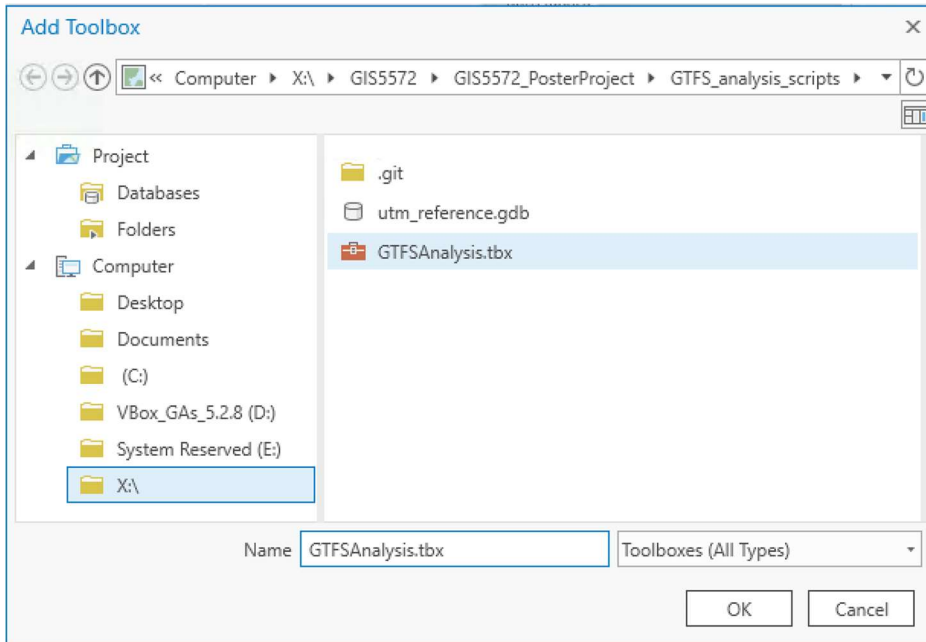 Add Toolbox
« Computer X:\ GIS5572 GIS5572_PosterProject GTFS_analysis_scripts
Project
Databases
Folders
Computer
Desktop
Documents
(C:)
VBox_GAs_5.2.8 (D:)
System Reserved (E:)
X:\
.git
utm_reference.gdb
GTFSAnalysis.tbx
Name GTFSAnalysis.tbx Toolboxes (All Types)
OK Cancel